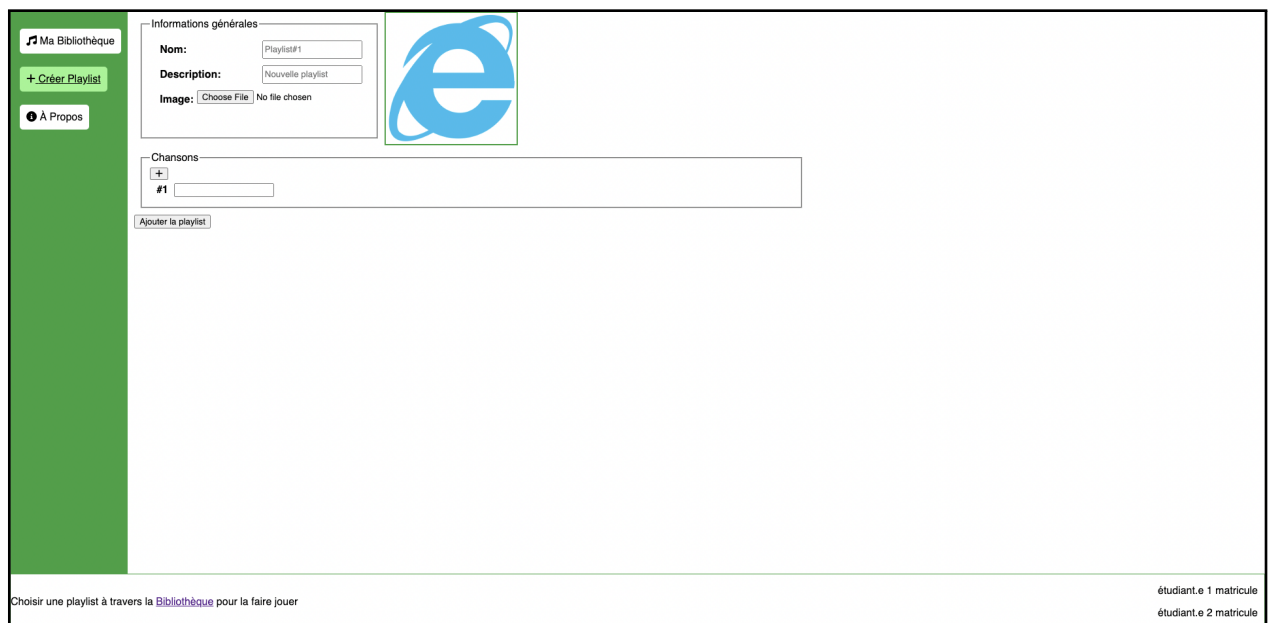 Ma Bibliothèque
+ Créer Playlist
À Propos
Informations générales
Nom: Playlist#1
Description: Nouvelle playlist
Image: Choose File No file chosen
Chansons
+
#1
Ajouter la playlist
Choisir une playlist à travers la Bibliothèque pour la faire jouer
étudiant.e 1 matricule
étudiant.e 2 matricule